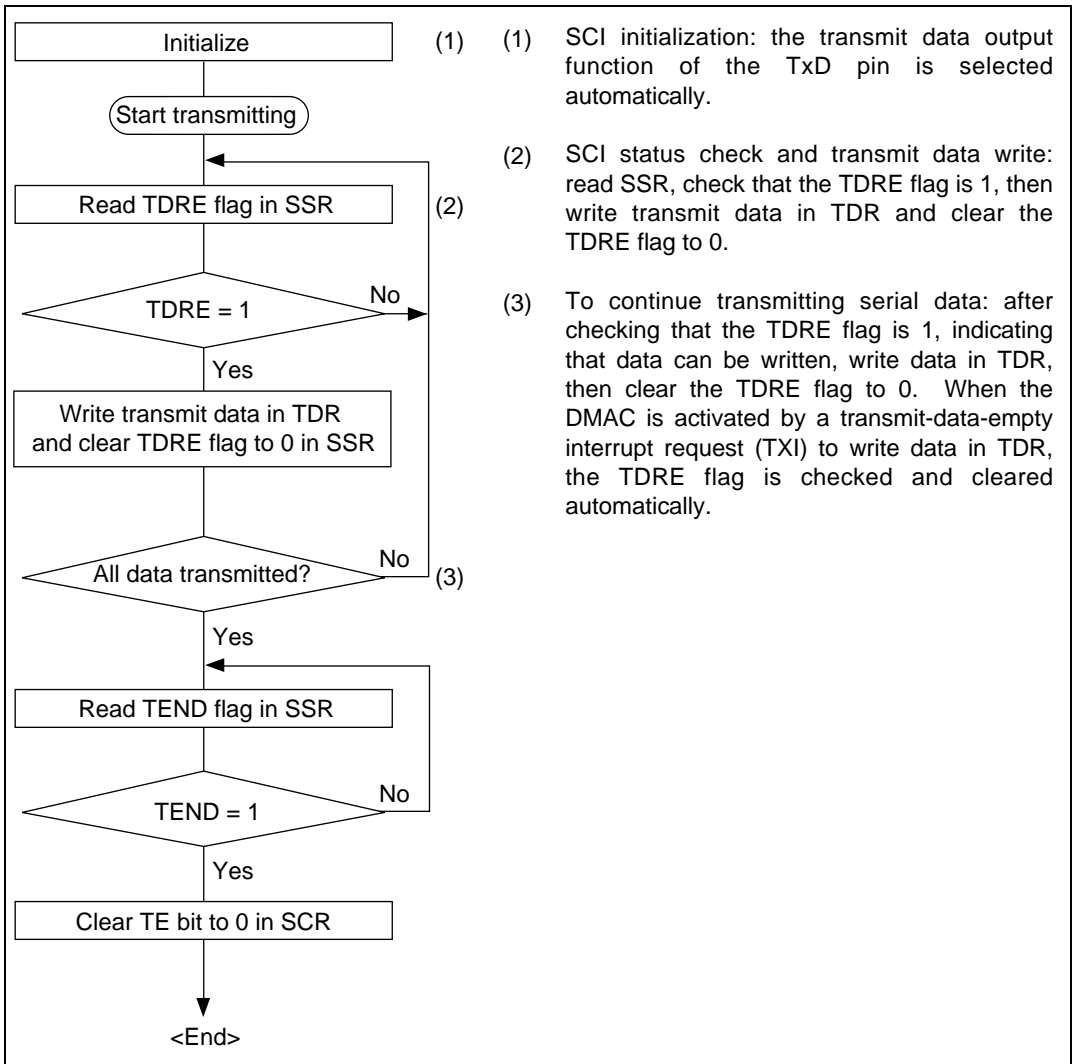 Initialize
(1)
Start transmitting
Read TDRE flag in SSR
(2)
TDRE = 1
No
Yes
Write transmit data in TDR
and clear TDRE flag to 0 in SSR
All data transmitted?
No
(3)
Yes
Read TEND flag in SSR
TEND = 1
No
Yes
Clear TE bit to 0 in SCR
<End>
(1) SCI initialization: the transmit data output
function of the TxD pin is selected
automatically.
(2) SCI status check and transmit data write:
read SSR, check that the TDRE flag is 1, then
write transmit data in TDR and clear the
TDRE flag to 0.
(3) To continue transmitting serial data: after
checking that the TDRE flag is 1, indicating
that data can be written, write data in TDR,
then clear the TDRE flag to 0. When the
DMAC is activated by a transmit-data-empty
interrupt request (TXI) to write data in TDR,
the TDRE flag is checked and cleared
automatically.